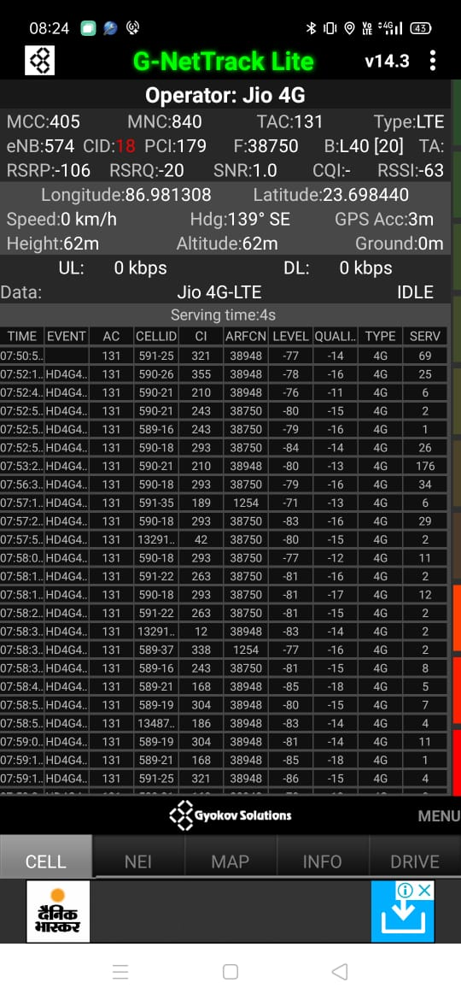 08:24 VoLTE 4G 43
G-NetTrack Lite v14.3
Operator: Jio 4G
MCC:405 MNC:840 TAC:131 Type:LTE
eNB:574 CID:18 PCI:179 F:38750 B:L40 [20] TA:
RSRP:-106 RSRQ:-20 SNR:1.0 CQI:- RSSI:-63
Longitude:86.981308 Latitude:23.698440
Speed:0 km/h Hdg:139° SE GPS Acc:3m
Height:62m Altitude:62m Ground:0m
UL: 0 kbps DL: 0 kbps
Data: Jio 4G-LTE IDLE
Serving time:4s
TIME EVENT AC CELLID CI ARFCN LEVEL QUALI.. TYPE SERV
07:50:5.. 131 591-25 321 38948 -77 -14 4G 69
07:52:1.. HD4G4.. 131 590-26 355 38948 -78 -16 4G 25
07:52:4.. HD4G4.. 131 590-21 210 38948 -76 -11 4G 6
07:52:5.. HD4G4.. 131 590-21 243 38750 -80 -15 4G 2
07:52:5.. HD4G4.. 131 589-16 243 38750 -79 -16 4G 1
07:52:5.. HD4G4.. 131 590-18 293 38750 -84 -14 4G 26
07:53:2.. HD4G4.. 131 590-21 210 38948 -80 -13 4G 176
07:56:3.. HD4G4.. 131 590-18 293 38750 -79 -16 4G 34
07:57:1.. HD4G4.. 131 591-35 189 1254 -71 -13 4G 6
07:57:2.. HD4G4.. 131 590-18 293 38750 -83 -16 4G 29
07:57:5.. HD4G4.. 131 13291.. 42 38750 -80 -15 4G 2
07:58:0.. HD4G4.. 131 590-18 293 38750 -77 -12 4G 11
07:58:1.. HD4G4.. 131 591-22 263 38750 -81 -16 4G 2
07:58:1.. HD4G4.. 131 590-18 293 38750 -81 -17 4G 12
07:58:2.. HD4G4.. 131 591-22 263 38750 -81 -15 4G 2
07:58:3.. HD4G4.. 131 13291.. 12 38948 -83 -14 4G 2
07:58:3.. HD4G4.. 131 589-37 338 1254 -77 -16 4G 2
07:58:3.. HD4G4.. 131 589-16 243 38750 -81 -15 4G 8
07:58:4.. HD4G4.. 131 589-21 168 38948 -85 -18 4G 5
07:58:5.. HD4G4.. 131 589-19 304 38948 -80 -15 4G 7
07:58:5.. HD4G4.. 131 13487.. 186 38948 -83 -14 4G 4
07:59:0.. HD4G4.. 131 589-19 304 38948 -81 -14 4G 11
07:59:1.. HD4G4.. 131 589-21 168 38948 -85 -18 4G 1
07:59:1.. HD4G4.. 131 591-25 321 38948 -86 -15 4G 4
Gyokov Solutions MENU
CELL NEI MAP INFO DRIVE
दैनिक
भास्कर